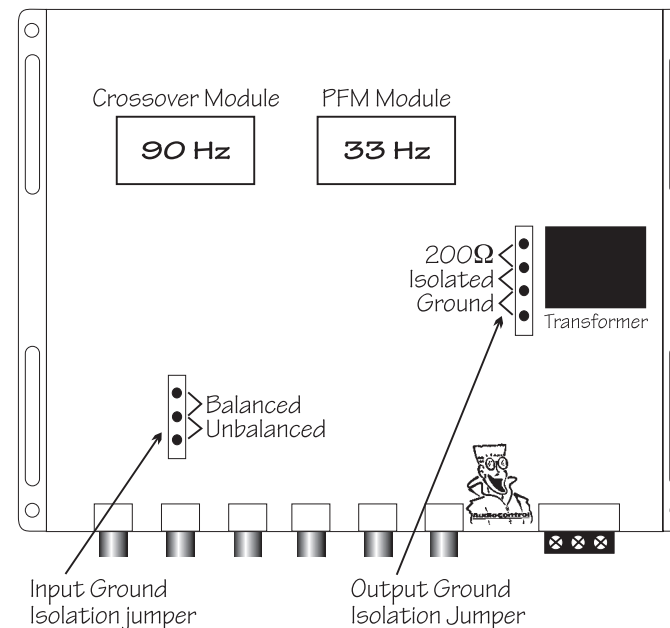 Crossover Module
PFM Module
90 Hz
33 Hz
200Ω
Isolated
Ground
Transformer
Balanced
Unbalanced
AudioControl
Input Ground
Isolation jumper
Output Ground
Isolation Jumper